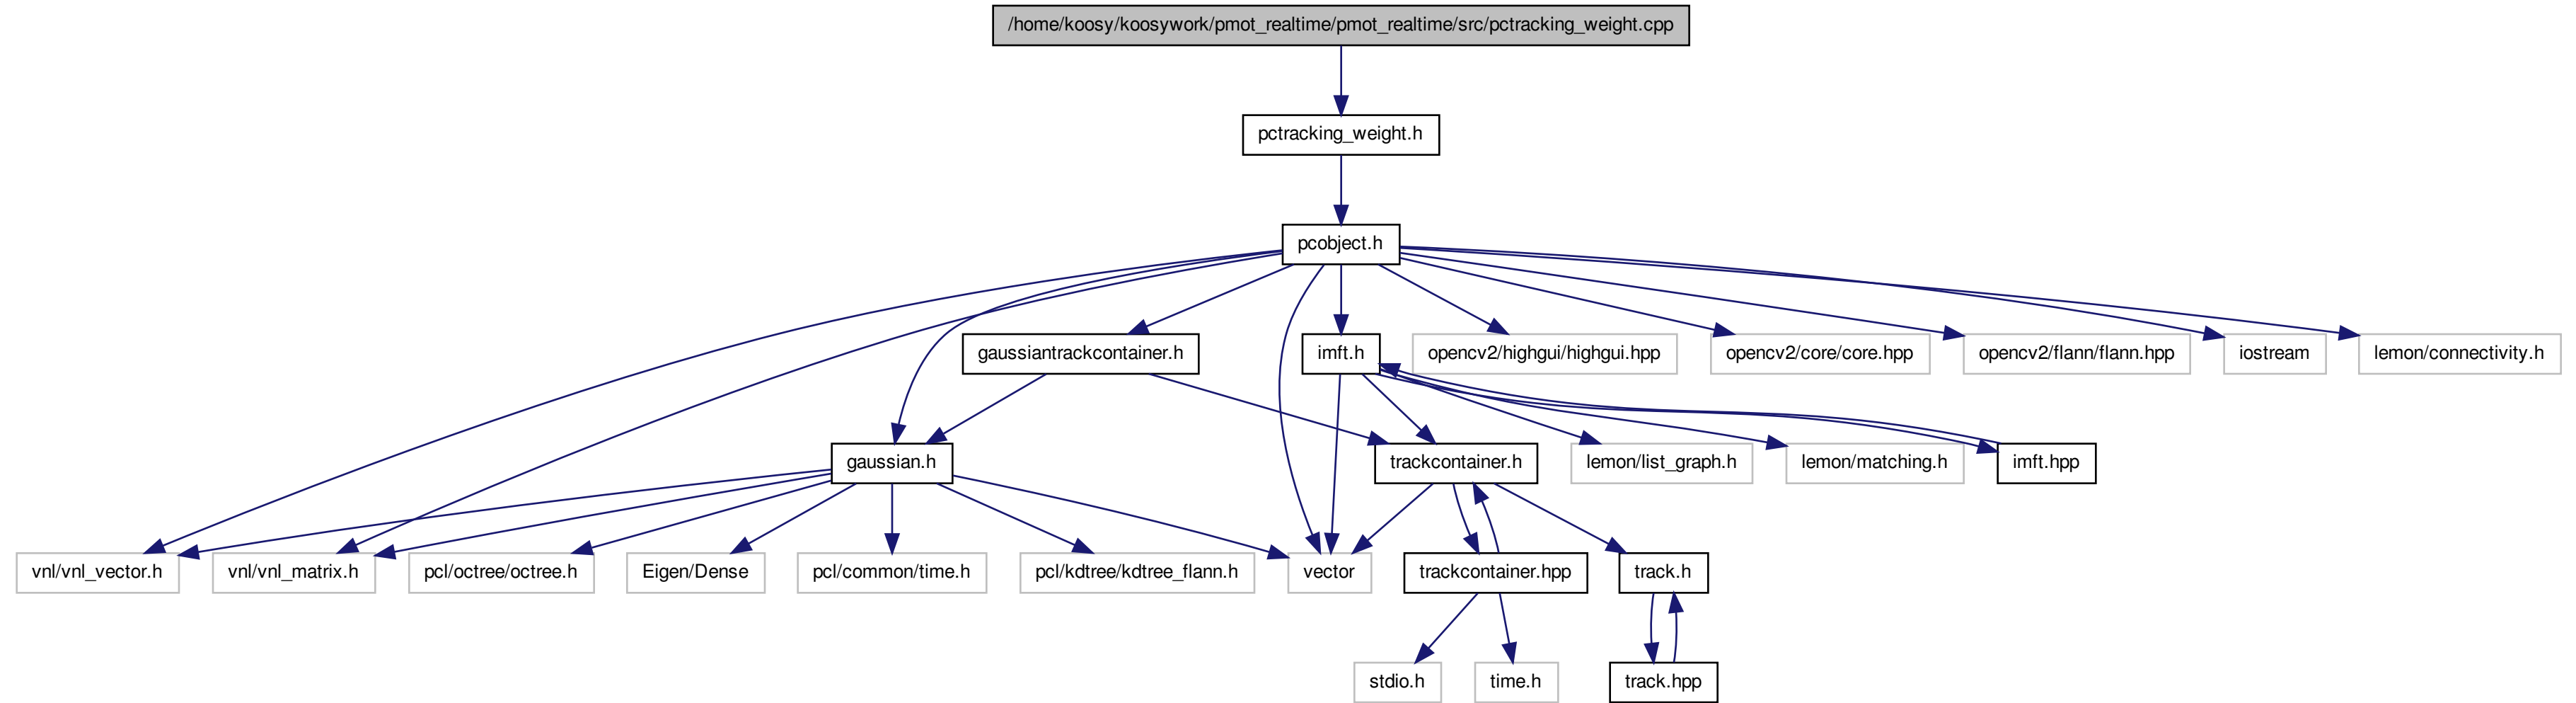 /home/koosy/koosywork/pmot_realtime/pmot_realtime/src/pctracking_weight.cpp
pctracking_weight.h
pcobject.h
gaussiantrackcontainer.h
imft.h
opencv2/highgui/highgui.hpp
opencv2/core/core.hpp
opencv2/flann/flann.hpp
iostream
lemon/connectivity.h
gaussian.h
trackcontainer.h
lemon/list_graph.h
lemon/matching.h
imft.hpp
vnl/vnl_vector.h
vnl/vnl_matrix.h
pcl/octree/octree.h
Eigen/Dense
pcl/common/time.h
pcl/kdtree/kdtree_flann.h
vector
trackcontainer.hpp
track.h
stdio.h
time.h
track.hpp